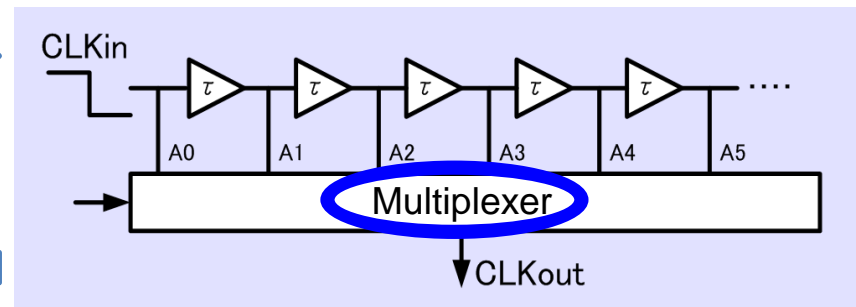 CLKin
τ τ τ τ τ ....
A0 A1 A2 A3 A4 A5
Multiplexer
CLKout